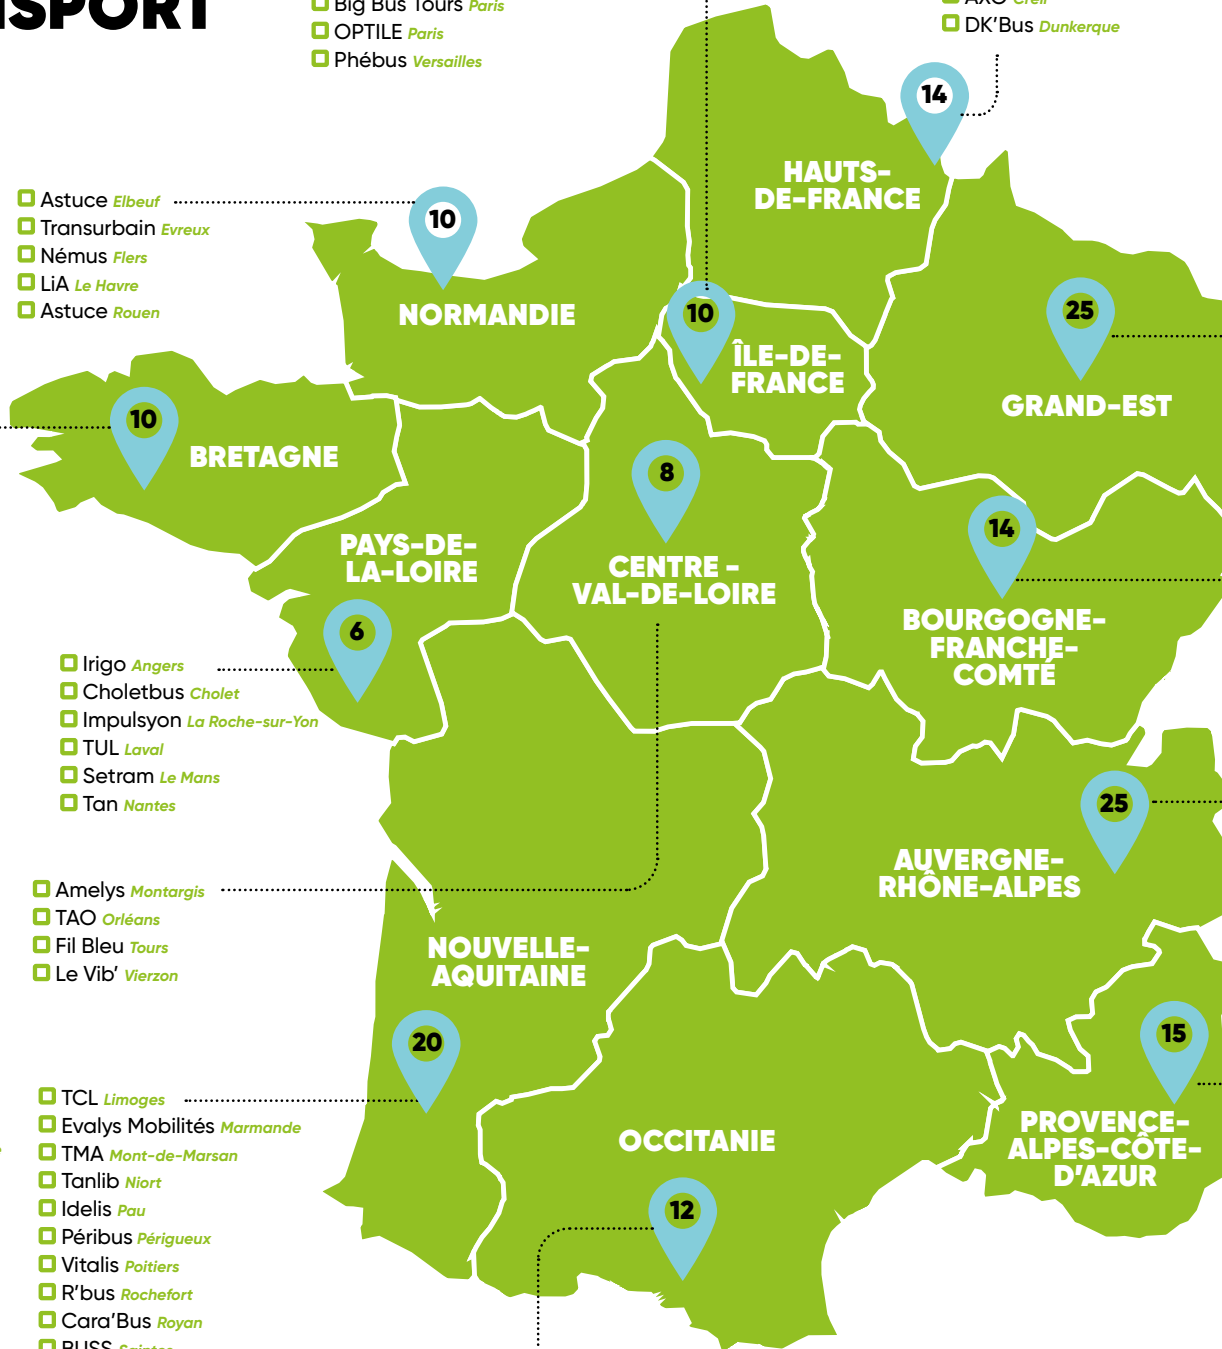 Big Bus Tours Paris
OPTILE Paris
Phébus Versailles
DK'Bus Dunkerque
14
HAUTS-
DE-FRANCE
Astuce Elbeuf
Transurbain Evreux
Némus Flers
LiA Le Havre
Astuce Rouen
10
NORMANDIE
10
ÎLE-DE-
FRANCE
25
GRAND-EST
10
BRETAGNE
8
CENTRE -
VAL-DE-LOIRE
14
BOURGOGNE-
FRANCHE-
COMTÉ
PAYS-DE-
LA-LOIRE
6
Irigo Angers
Choletbus Cholet
Impulsyon La Roche-sur-Yon
TUL Laval
Setram Le Mans
Tan Nantes
25
AUVERGNE-
RHÔNE-ALPES
Amelys Montargis
TAO Orléans
Fil Bleu Tours
Le Vib' Vierzon
NOUVELLE-
AQUITAINE
20
15
PROVENCE-
ALPES-CÔTE-
D'AZUR
TCL Limoges
Evalys Mobilités Marmande
TMA Mont-de-Marsan
Tanlib Niort
Idelis Pau
Péribus Périgueux
Vitalis Poitiers
R'bus Rochefort
Cara'Bus Royan
OCCITANIE
12